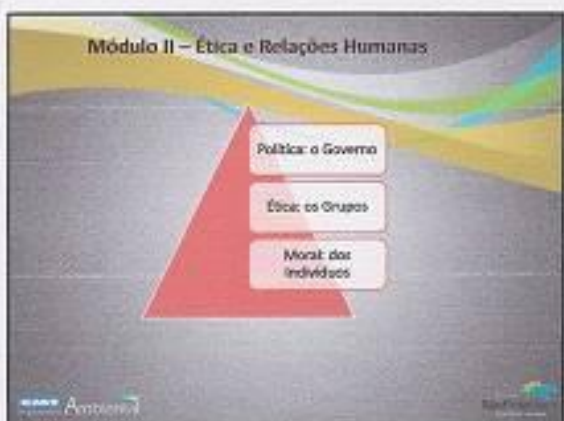 Módulo II – Ética e Relações Humanas
Política: o Governo
Ética: os Grupos
Moral: dos
Indivíduos
Ambiental